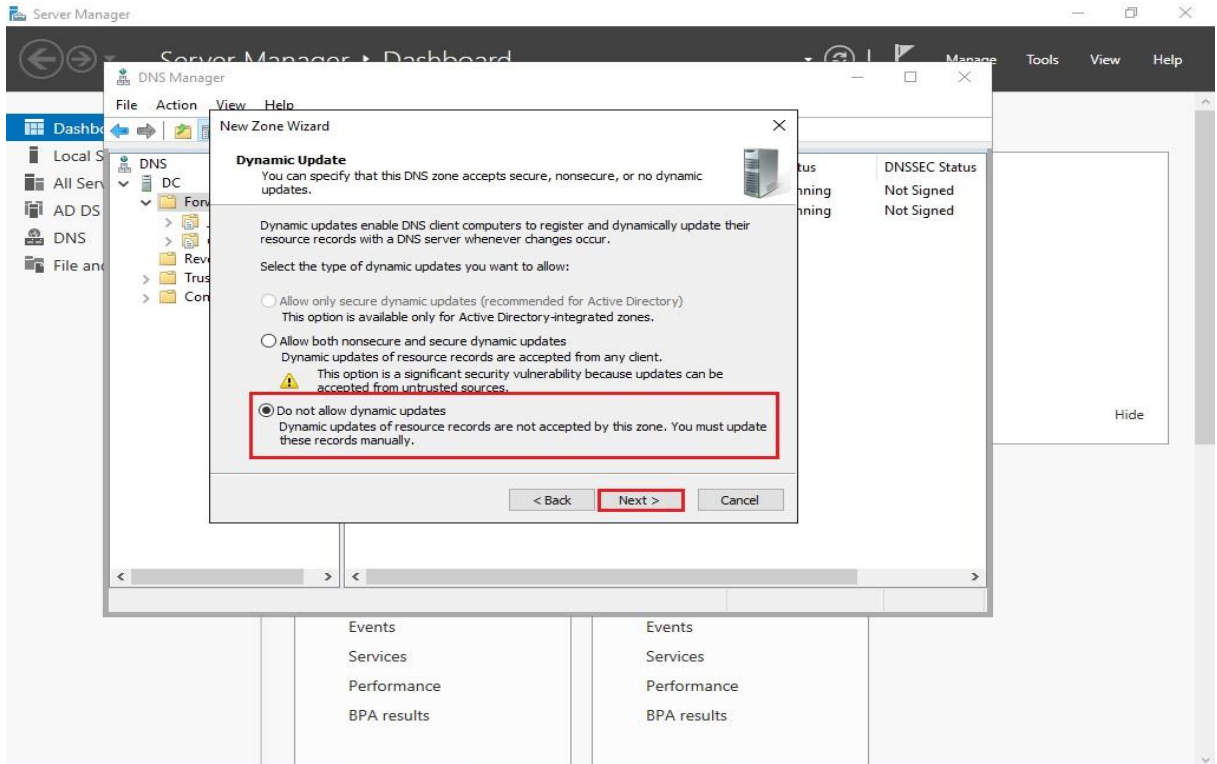 Server Manager
Server Manager • Dashboard
Manage Tools View Help
DNS Manager
File Action View Help
New Zone Wizard
Dynamic Update
You can specify that this DNS zone accepts secure, nonsecure, or no dynamic
updates.
Dynamic updates enable DNS client computers to register and dynamically update their
resource records with a DNS server whenever changes occur.
Select the type of dynamic updates you want to allow:
Allow only secure dynamic updates (recommended for Active Directory)
This option is available only for Active Directory-integrated zones.
Allow both nonsecure and secure dynamic updates
Dynamic updates of resource records are accepted from any client.
This option is a significant security vulnerability because updates can be
accepted from untrusted sources.
Do not allow dynamic updates
Dynamic updates of resource records are not accepted by this zone. You must update
these records manually.
< Back Next > Cancel
DNS
DC
Forw
Reve
Trus
Con
tus DNSSEC Status
nning Not Signed
nning Not Signed
Dashbo
Local S
All Serv
AD DS
DNS
File and
Hide
Events
Services
Performance
BPA results
Events
Services
Performance
BPA results